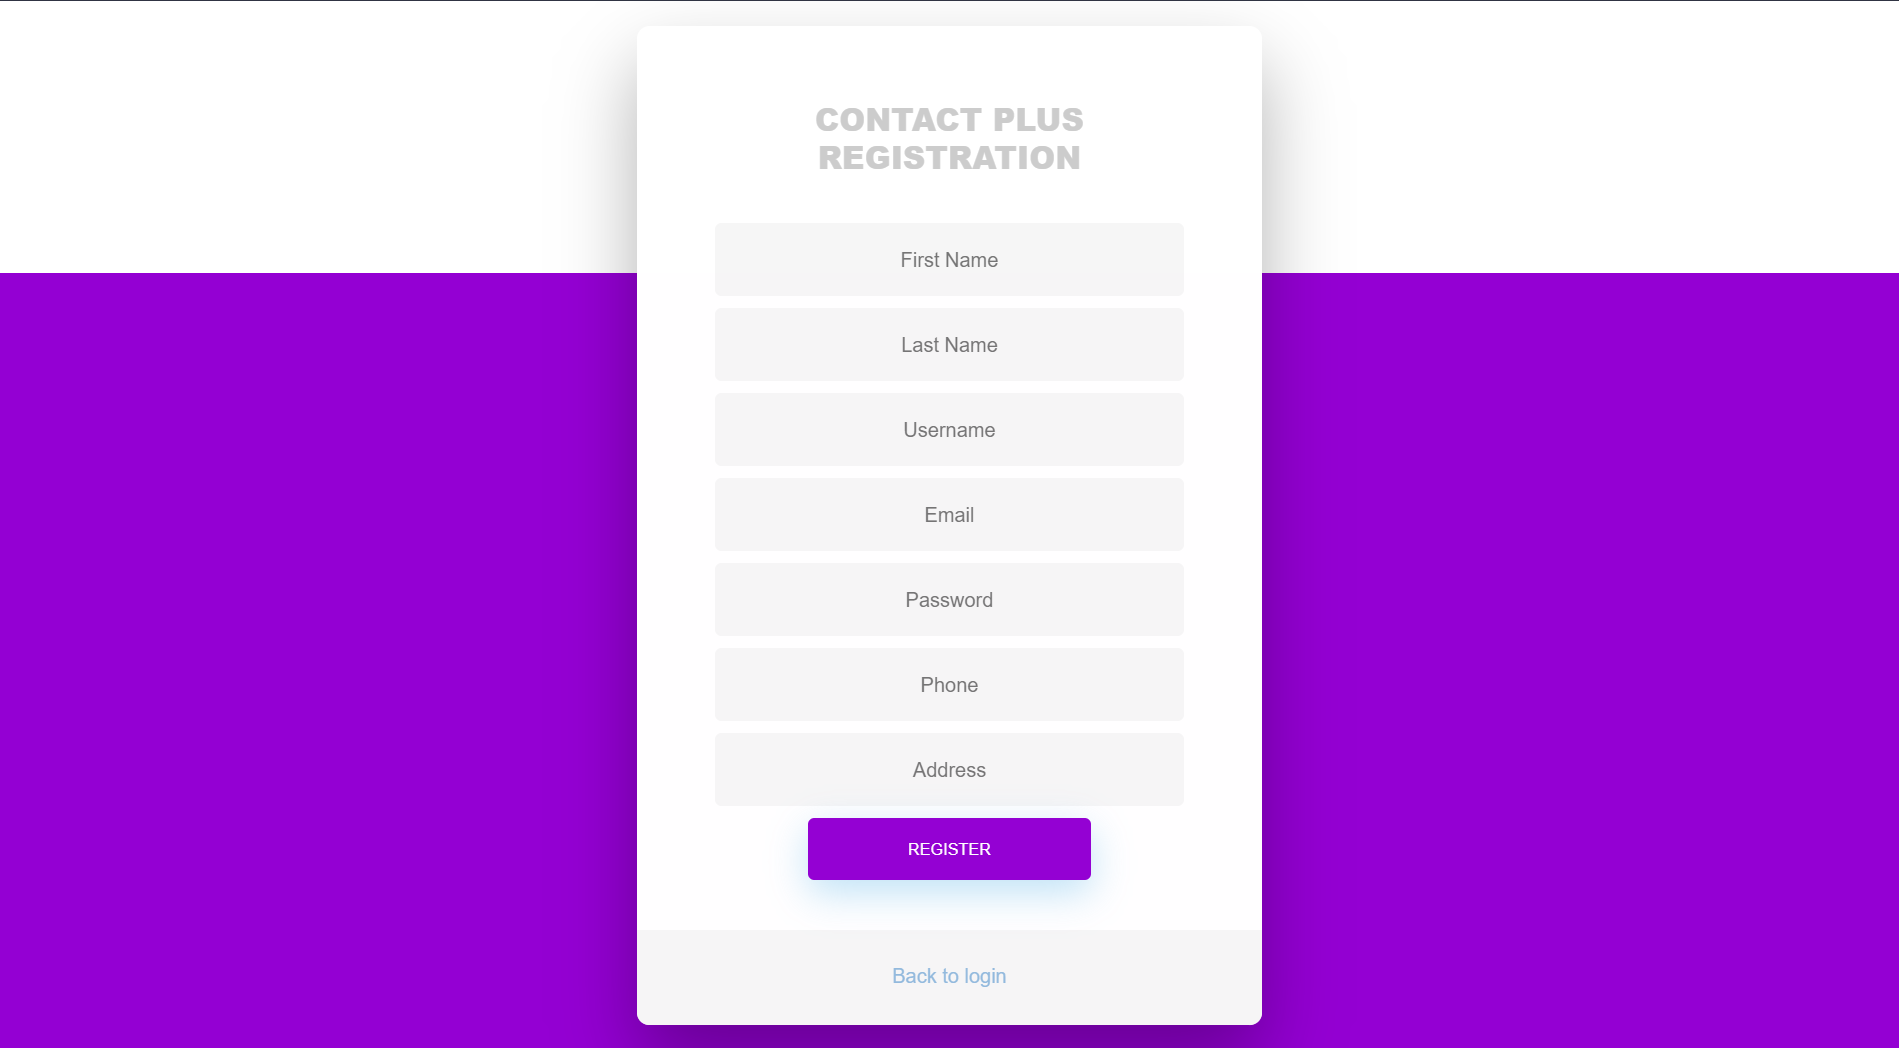 CONTACT PLUS
REGISTRATION
First Name
Last Name
Username
Email
Password
Phone
Address
REGISTER
Back to login